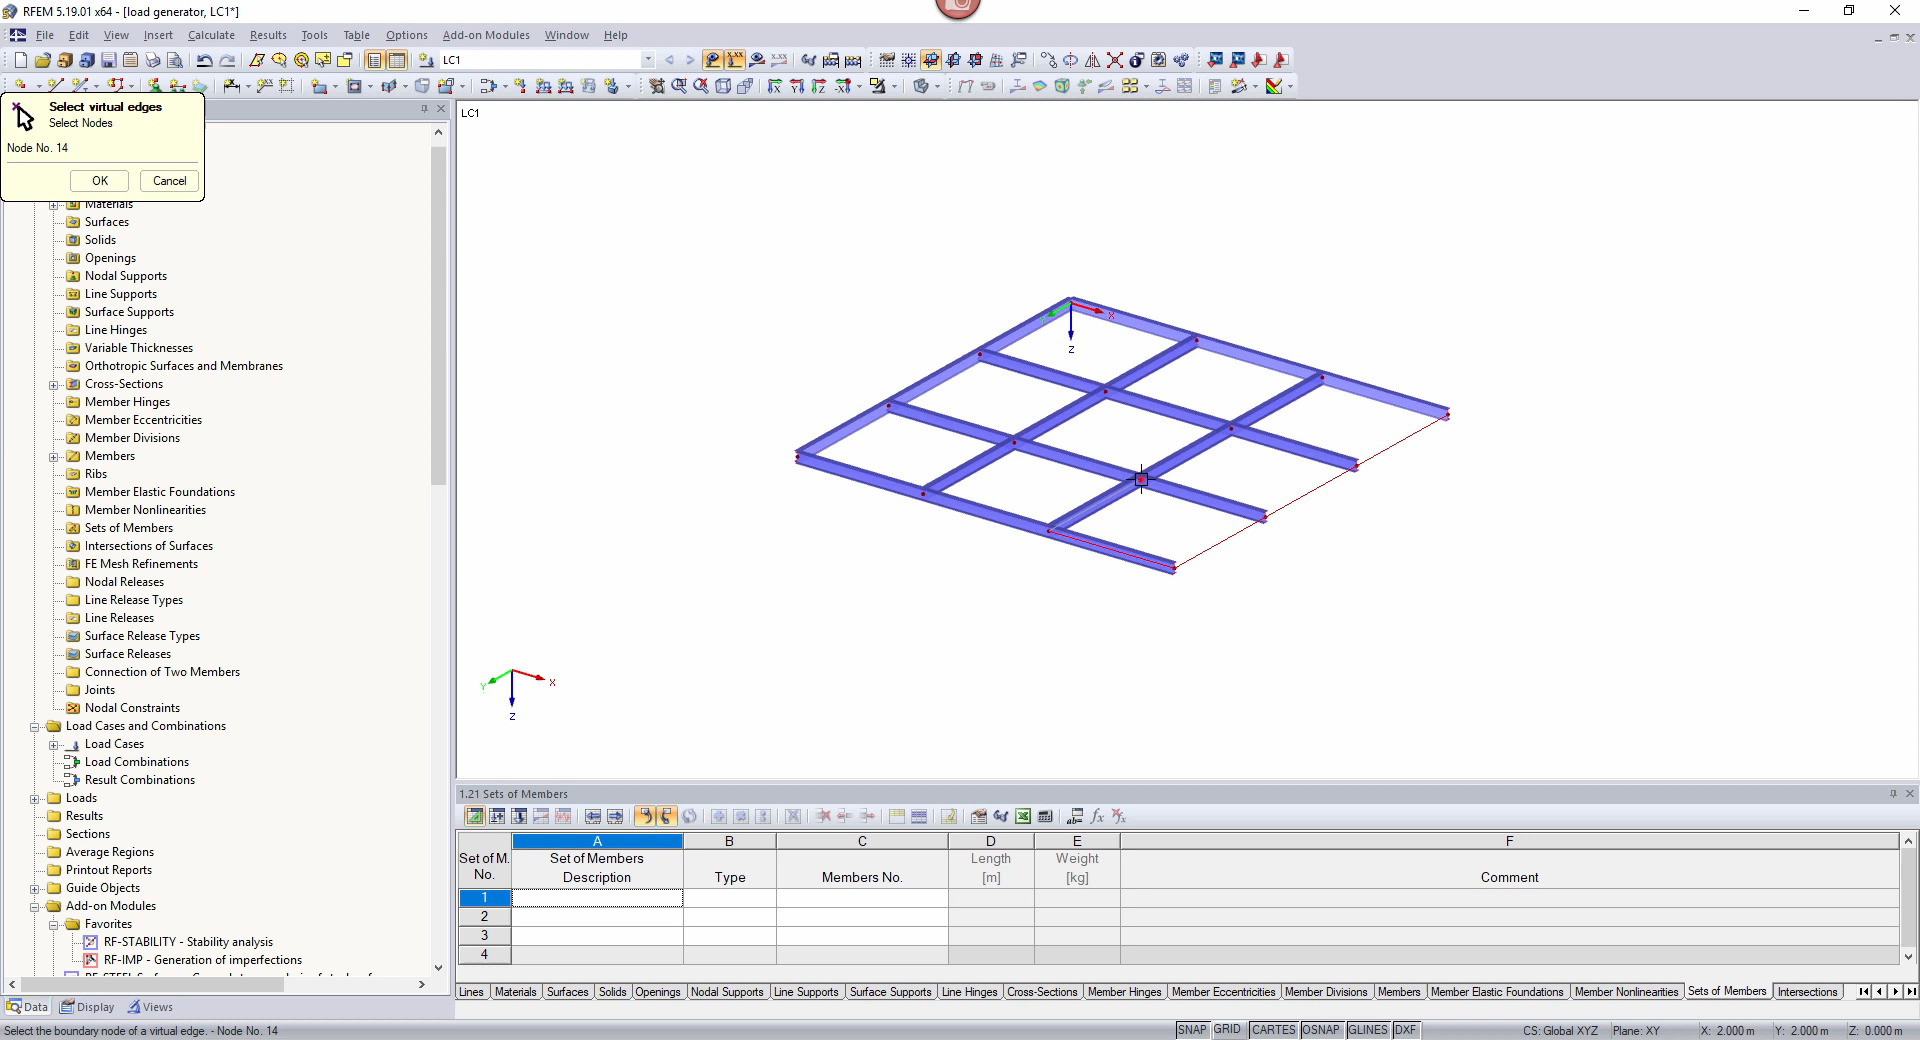 RFEM 5.19.01 x64 - [load generator, LC1*]
File Edit View Insert Calculate Results Tools Table Options Add-on Modules Window Help
LC1
Select virtual edges
Select Nodes
Node No. 14
OK Cancel
Materials
Surfaces
Solids
Openings
Nodal Supports
Line Supports
Surface Supports
Line Hinges
Variable Thicknesses
Orthotropic Surfaces and Membranes
Cross-Sections
Member Hinges
Member Eccentricities
Member Divisions
Members
Ribs
Member Elastic Foundations
Member Nonlinearities
Sets of Members
Intersections of Surfaces
FE Mesh Refinements
Nodal Releases
Line Release Types
Line Releases
Surface Release Types
Surface Releases
Connection of Two Members
Joints
Nodal Constraints
Load Cases and Combinations
Load Cases
Load Combinations
Result Combinations
Loads
Results
Sections
Average Regions
Printout Reports
Guide Objects
Add-on Modules
Favorites
RF-STABILITY - Stability analysis
RF-IMP - Generation of imperfections
Data Display Views
LC1
X
Z
Y
X
Z
1.21 Sets of Members
A B C D E F
Set of M. No.
Set of Members Description
Type
Members No.
Length [m]
Weight [kg]
Comment
1
2
3
4
Lines Materials Surfaces Solids Openings Nodal Supports Line Supports Surface Supports Line Hinges Cross-Sections Member Hinges Member Eccentricities Member Divisions Members Member Elastic Foundations Member Nonlinearities Sets of Members Intersections
Select the boundary node of a virtual edge. - Node No. 14
SNAP GRID CARTES OSNAP GLINES DXF
CS: Global XYZ Plane: XY X: 2.000 m Y: 2.000 m Z: 0.000 m